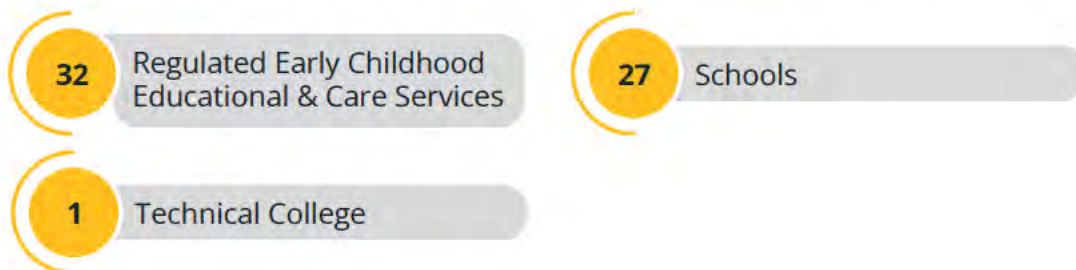 32
Regulated Early Childhood
Educational & Care Services
27
Schools
1
Technical College